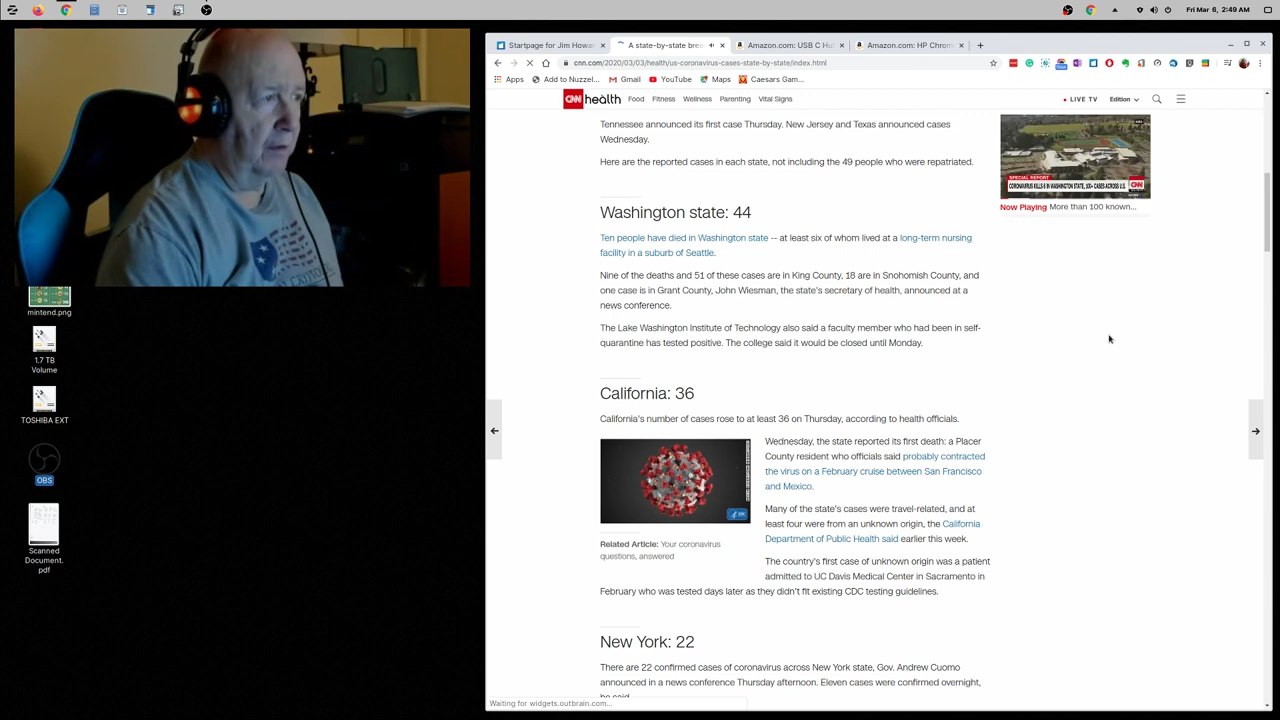 Fri Mar 6, 2:49 AM
Startpage for Jim Howar
A state-by-state brea
Amazon.com: USB C Hu
Amazon.com: HP Chrom
cnn.com/2020/03/03/health/us-coronavirus-cases-state-by-state/index.html
Apps
Add to Nuzzel...
Gmail
YouTube
Maps
Caesars Gam...
CNN health
Food
Fitness
Wellness
Parenting
Vital Signs
LIVE TV
Edition
Tennessee announced its first case Thursday. New Jersey and Texas announced cases
Wednesday.
Here are the reported cases in each state, not including the 49 people who were repatriated.
SPECIAL REPORT
CORONAVIRUS KILLS 6 IN WASHINGTON STATE, 100+ CASES ACROSS U.S.
CNN
Now Playing More than 100 known...
Washington state: 44
Ten people have died in Washington state -- at least six of whom lived at a long-term nursing
facility in a suburb of Seattle.
Nine of the deaths and 51 of these cases are in King County, 18 are in Snohomish County, and
one case is in Grant County, John Wiesman, the state's secretary of health, announced at a
news conference.
The Lake Washington Institute of Technology also said a faculty member who had been in self-
quarantine has tested positive. The college said it would be closed until Monday.
California: 36
California's number of cases rose to at least 36 on Thursday, according to health officials.
Wednesday, the state reported its first death: a Placer
County resident who officials said probably contracted
the virus on a February cruise between San Francisco
and Mexico.
Many of the state's cases were travel-related, and at
least four were from an unknown origin, the California
Department of Public Health said earlier this week.
Related Article: Your coronavirus
questions, answered
The country's first case of unknown origin was a patient
admitted to UC Davis Medical Center in Sacramento in
February who was tested days later as they didn't fit existing CDC testing guidelines.
New York: 22
There are 22 confirmed cases of coronavirus across New York state, Gov. Andrew Cuomo
announced in a news conference Thursday afternoon. Eleven cases were confirmed overnight,
he said.
Waiting for widgets.outbrain.com...
mintend.png
1.7 TB
Volume
TOSHIBA EXT
OBS
Scanned
Document.
pdf